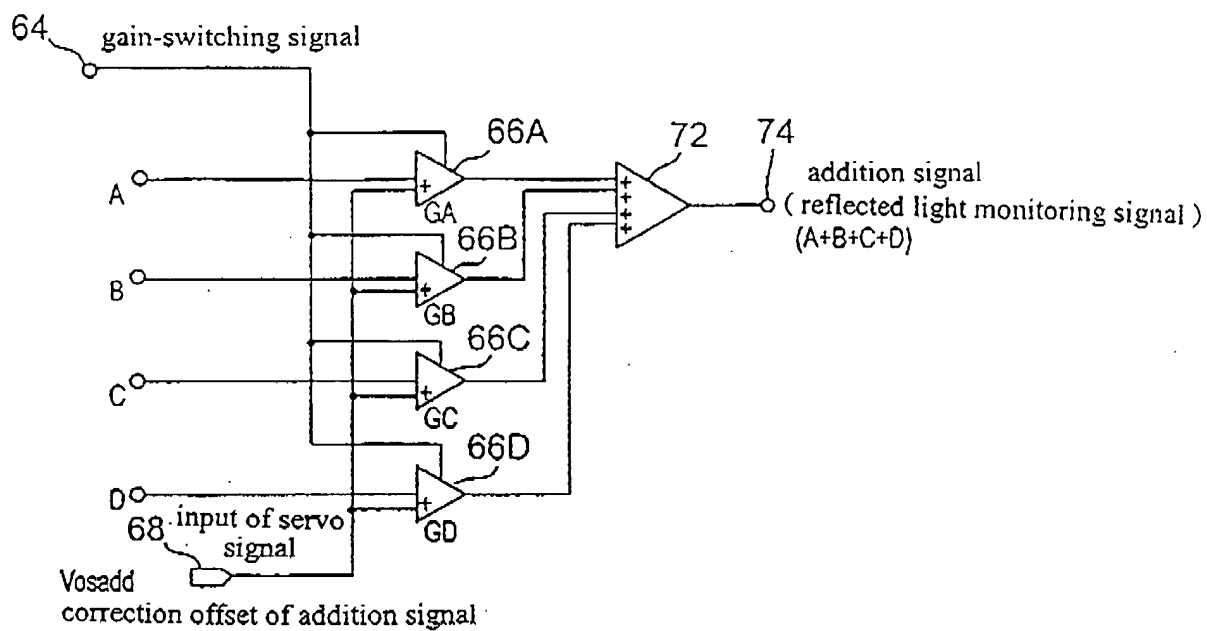 64
gain-switching signal
66A
72
74
A
+
GA
+
+
+
+
addition signal
( reflected light monitoring signal )
(A+B+C+D)
66B
B
+
GB
66C
C
+
GC
66D
D
+
GD
68
input of servo
signal
Vosadd
correction offset of addition signal